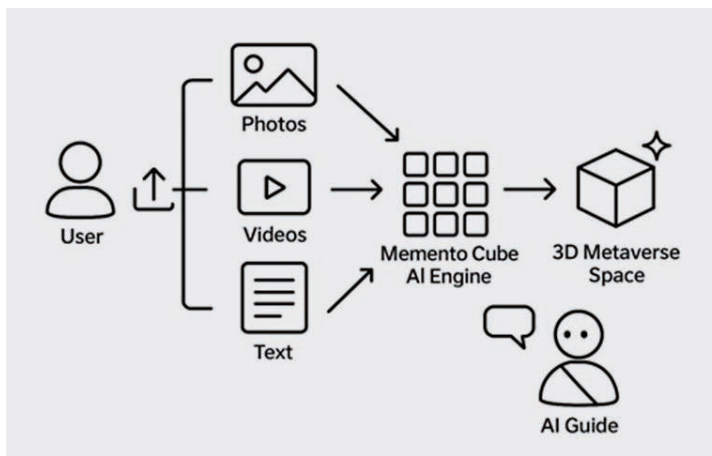 Photos
User
Videos
Text
Memento Cube
AI Engine
3D Metaverse
Space
AI Guide